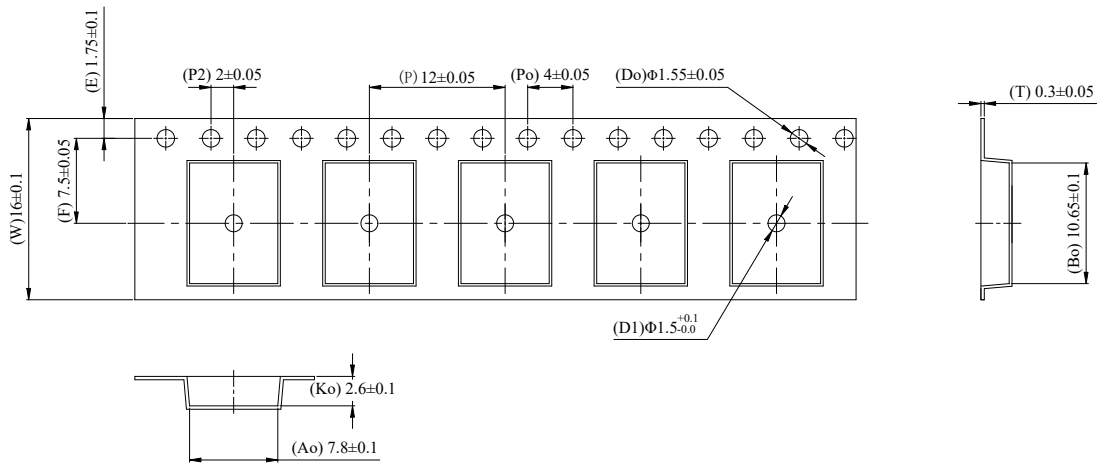 (E) 1.75±0.1
(P2) 2±0.05
(P) 12±0.05
(Po) 4±0.05
(Do)Φ1.55±0.05
(T) 0.3±0.05
(W)16±0.1
(F) 7.5±0.05
(Bo) 10.65±0.1
(D1)Φ1.5+0.1-0.0
(Ko) 2.6±0.1
(Ao) 7.8±0.1